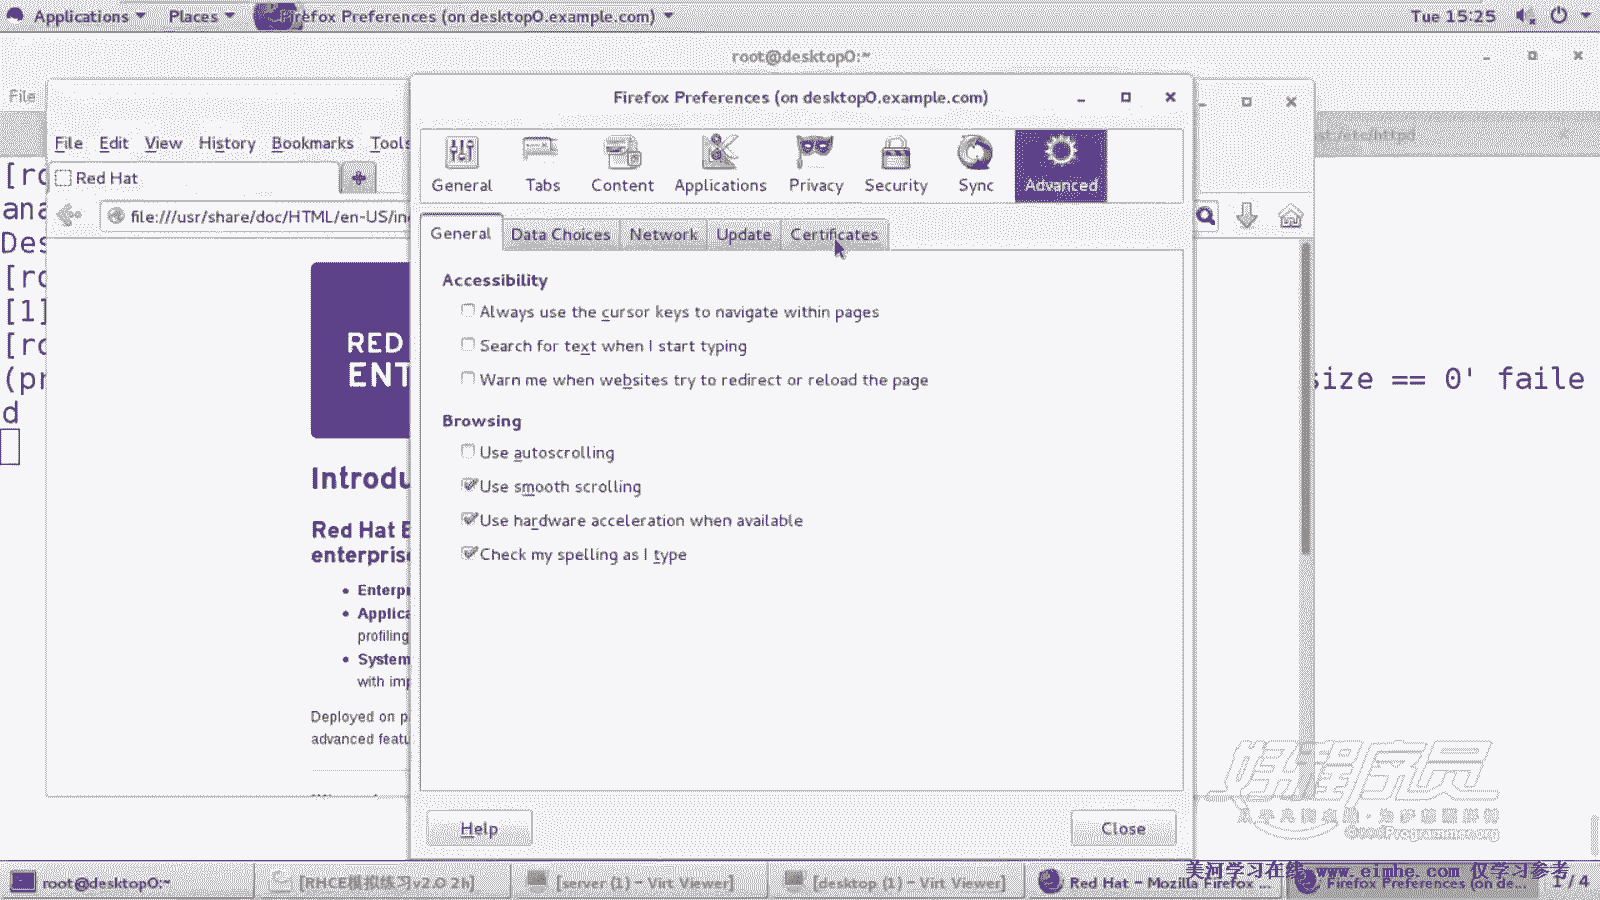 Applications Places Firefox Preferences (on desktop0.example.com) Tue 15:25
root@desktop0:~
File
Firefox Preferences (on desktop0.example.com)
File Edit View History Bookmarks Tools
General Tabs Content Applications Privacy Security Sync Advanced
Red Hat
file:///usr/share/doc/HTML/en-US/in
General Data Choices Network Update Certificates
[ro
ana
Des
[ro
[1]
[ro
(pr
size == 0' faile
d
Accessibility
Always use the cursor keys to navigate within pages
Search for text when I start typing
Warn me when websites try to redirect or reload the page
Browsing
Use autoscrolling
Use smooth scrolling
Use hardware acceleration when available
Check my spelling as I type
RED
ENT
Introdu
Red Hat E
enterpris
Enterpr
Applica
profiling
System
with imp
Deployed on p
advanced featu
Help Close
好程序员
GoodProgrammer.org
美河学习在线 www.eimhe.com 仅学习参考
root@desktop0:~ [RHCE模拟练习v2.0 2h] [server (1) - Virt Viewer] [desktop (1) - Virt Viewer] Red Hat - Mozilla Firefox ... Firefox Preferences (on de... 1 / 4